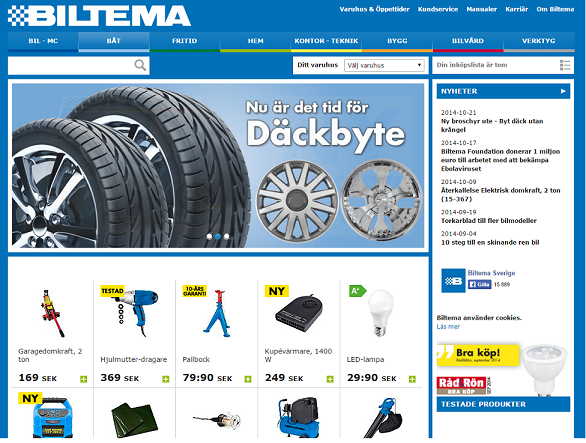 BILTEMA
Varuhus & Öppettider Kundservice Manualer Karriär Om Biltema
BIL - MC BÅT FRITID HEM KONTOR - TEKNIK BYGG BILVÅRD VERKTYG
Ditt varuhus Välj varuhus
Din inköpslista är tom
Nu är det tid för
Däckbyte
NYHETER
2014-10-21
Ny broschyr ute - Byt däck utan
krångel
2014-10-17
Biltema Foundation donerar 1 miljon
euro till arbetet med att bekämpa
Ebolaviruset
2014-10-09
Återkallelse Elektrisk domkraft, 2 ton
(15-367)
2014-09-19
Torkarblad till fler bilmodeller
2014-09-04
10 steg till en skinande ren bil
Biltema Sverige
Gilla 15 889
Biltema använder cookies.
Läs mer
Bra köp!
Råd & Rön
BRA KÖP
TESTADE PRODUKTER
Garagedomkraft, 2
ton
169 SEK
TESTAD
Hjulmutter-dragare
369 SEK
10-ÅRS
GARANTI
Pallbock
79:90 SEK
NY
Kupévärmare, 1400
W
249 SEK
A+
LED-lampa
29:90 SEK
NY